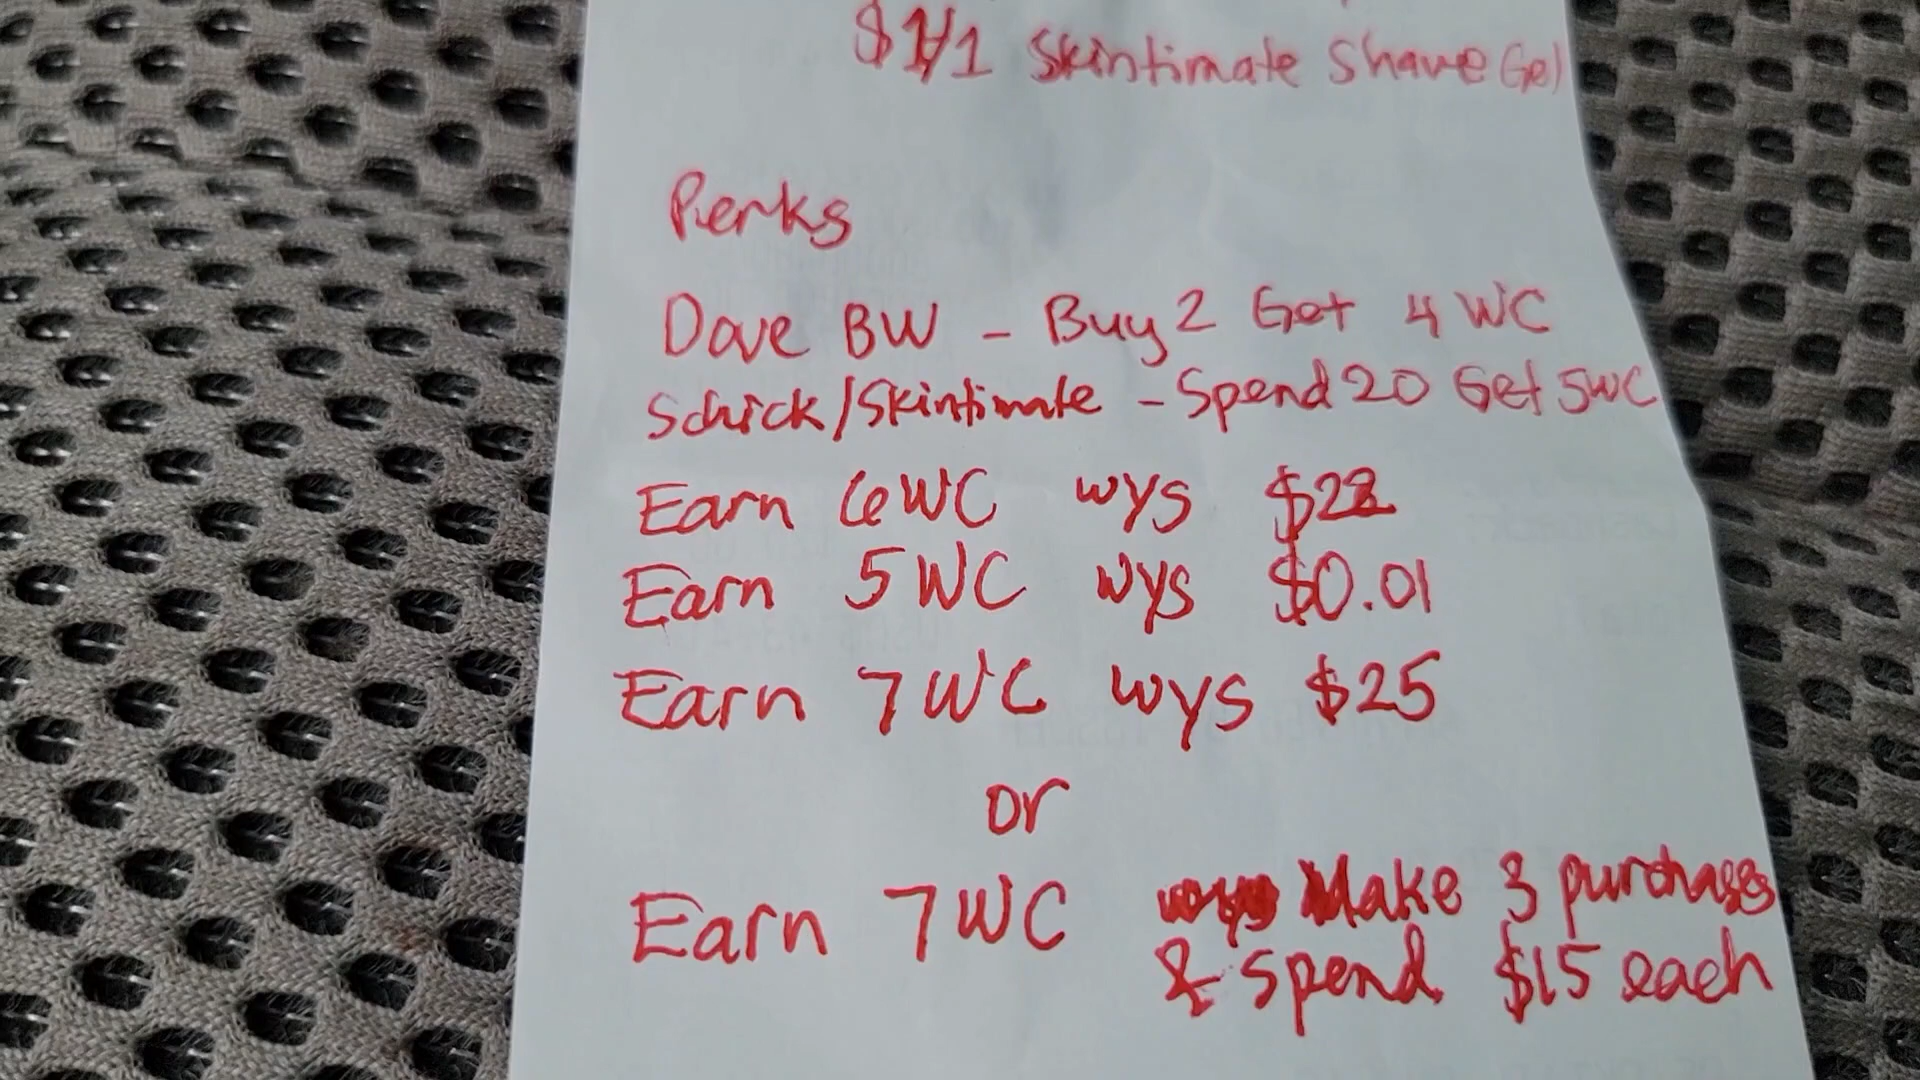 $1/1 Skintimate Shave Gel
Perks
Dove BW - Buy 2 Get 4 WC
Schick/Skintimate - Spend 20 Get 5WC
Earn 6WC wys $22
Earn 5WC wys $0.01
Earn 7WC wys $25
or
Earn 7WC Make 3 purchases
& Spend $15 each